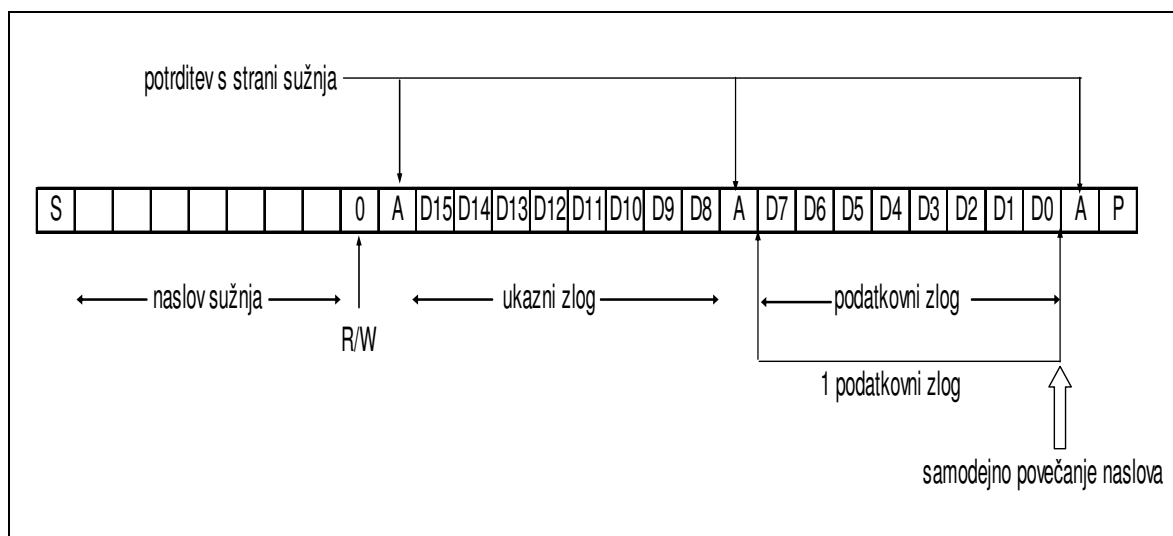 potrditev s strani sužnja
S 0 A D15 D14 D13 D12 D11 D10 D9 D8 A D7 D6 D5 D4 D3 D2 D1 D0 A P
naslov sužnja ukazni zlog podatkovni zlog
R/W
1 podatkovni zlog
samodejno povečanje naslova